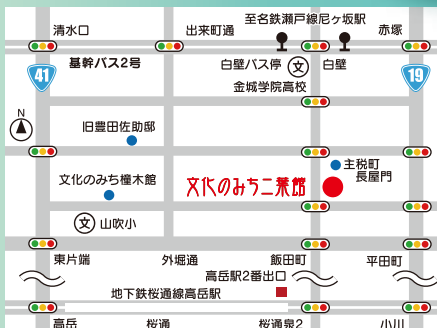 至名鉄瀬戸線尼ヶ坂駅
清水口
出来町通
赤塚
41
基幹バス2号
白壁バス停
文
白壁
19
金城学院高校
N
旧豊田佐助邸
主税町
長屋門
文化のみち橦木館
文化のみち二葉館
文
山吹小
東片端
外堀通
飯田町
平田町
高岳駅2番出口
地下鉄桜通線高岳駅
高岳
桜通
桜通泉2
小川